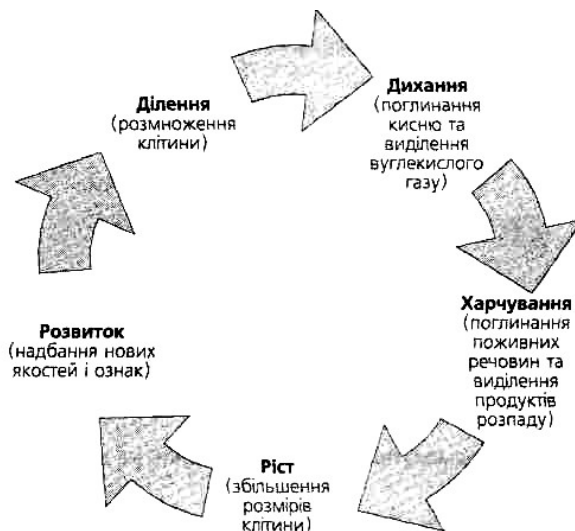 Ділення
(розмноження
клітини)
Дихання
(поглинання
кисню та
виділення
вуглекислого
газу)
Харчування
(поглинання
поживних
речовин та
виділення
продуктів
розпаду)
Ріст
(збільшення
розмірів
клітини)
Розвиток
(надбання нових
якостей і ознак)